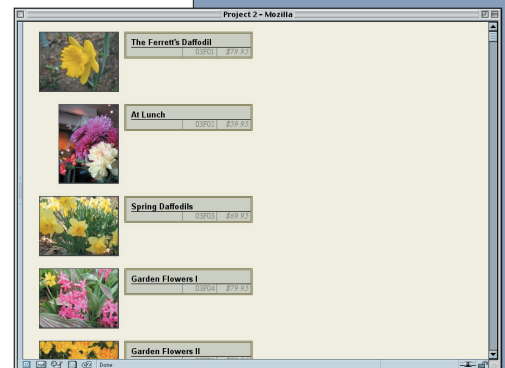 Project 2 – Mozilla
The Ferrett's Daffodil
03F01 $79.95
At Lunch
03F02 $59.95
Spring Daffodils
03F03 $69.95
Garden Flowers I
03F04 $79.95
Garden Flowers II
Done